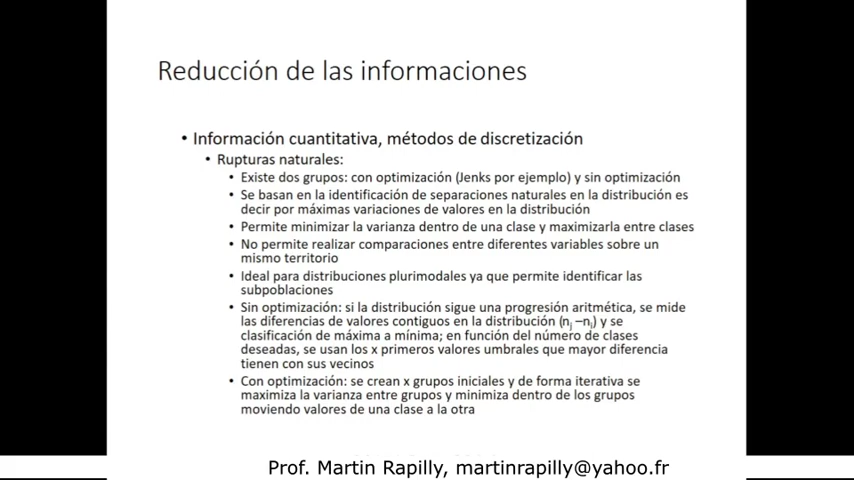 Reducción de las informaciones
• Información cuantitativa, métodos de discretización
• Rupturas naturales:
• Existe dos grupos: con optimización (Jenks por ejemplo) y sin optimización
• Se basan en la identificación de separaciones naturales en la distribución es
decir por máximas variaciones de valores en la distribución
• Permite minimizar la varianza dentro de una clase y maximizarla entre clases
• No permite realizar comparaciones entre diferentes variables sobre un
mismo territorio
• Ideal para distribuciones plurimodales ya que permite identificar las
subpoblaciones
• Sin optimización: si la distribución sigue una progresión aritmética, se mide
las diferencias de valores contiguos en la distribución (nj –ni) y se
clasificación de máxima a mínima; en función del número de clases
deseadas, se usan los x primeros valores umbrales que mayor diferencia
tienen con sus vecinos
• Con optimización: se crean x grupos iniciales y de forma iterativa se
maximiza la varianza entre grupos y minimiza dentro de los grupos
moviendo valores de una clase a la otra
Prof. Martin Rapilly, martinrapilly@yahoo.fr